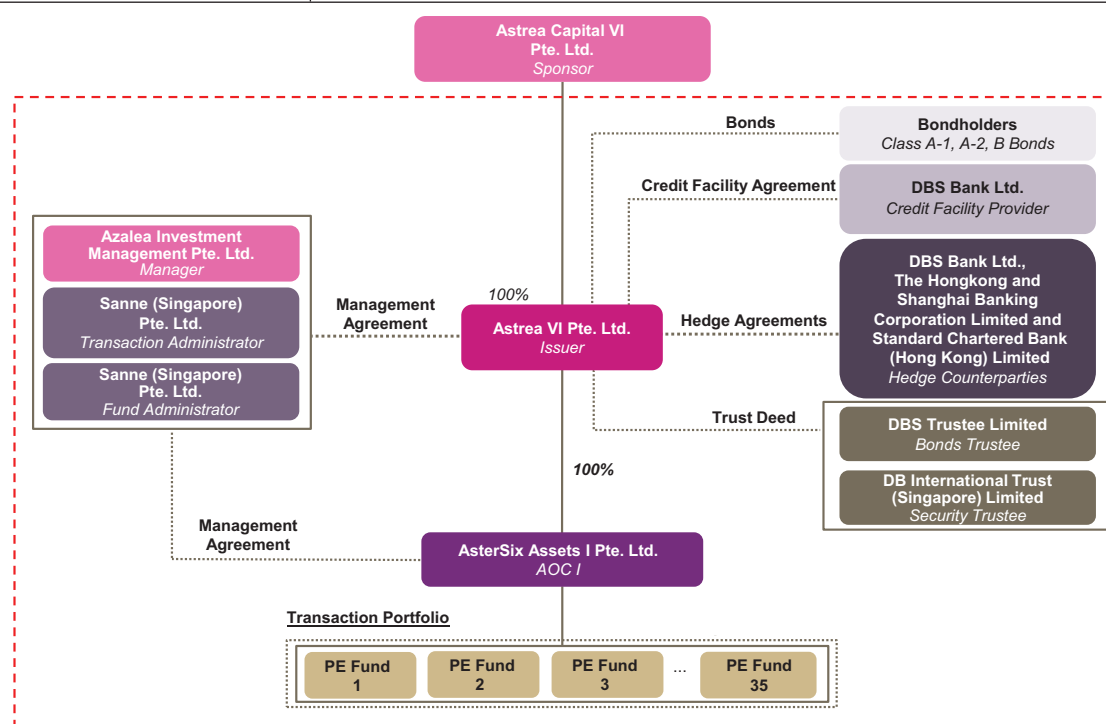 Astrea Capital VI
Pte. Ltd.
Sponsor
Bonds
Bondholders
Class A-1, A-2, B Bonds
Credit Facility Agreement
DBS Bank Ltd.
Credit Facility Provider
Azalea Investment
Management Pte. Ltd.
Manager
Sanne (Singapore)
Pte. Ltd.
Transaction Administrator
Sanne (Singapore)
Pte. Ltd.
Fund Administrator
Management
Agreement
100%
Astrea VI Pte. Ltd.
Issuer
Hedge Agreements
DBS Bank Ltd.,
The Hongkong and
Shanghai Banking
Corporation Limited and
Standard Chartered Bank
(Hong Kong) Limited
Hedge Counterparties
Trust Deed
DBS Trustee Limited
Bonds Trustee
DB International Trust
(Singapore) Limited
Security Trustee
100%
Management
Agreement
AsterSix Assets I Pte. Ltd.
AOC I
Transaction Portfolio
PE Fund
1
PE Fund
2
PE Fund
3
...
PE Fund
35